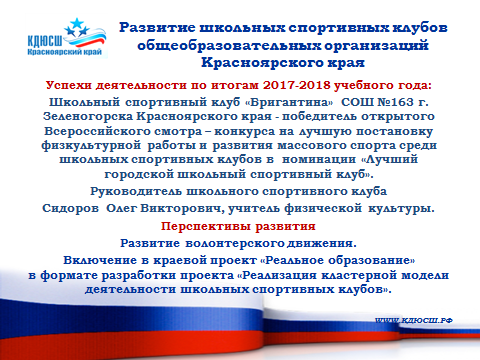 КДЮСШ
Красноярский край
Развитие школьных спортивных клубов
общеобразовательных организаций
Красноярского края
Успехи деятельности по итогам 2017-2018 учебного года:
Школьный спортивный клуб «Бригантина» СОШ №163 г.
Зеленогорска Красноярского края - победитель открытого
Всероссийского смотра – конкурса на лучшую постановку
физкультурной работы и развития массового спорта среди
школьных спортивных клубов в номинации «Лучший
городской школьный спортивный клуб».
Руководитель школьного спортивного клуба
Сидоров Олег Викторович, учитель физической культуры.
Перспективы развития
Развитие волонтерского движения.
Включение в краевой проект «Реальное образование»
в формате разработки проекта «Реализация кластерной модели
деятельности школьных спортивных клубов».
WWW.КДЮСШ.РФ